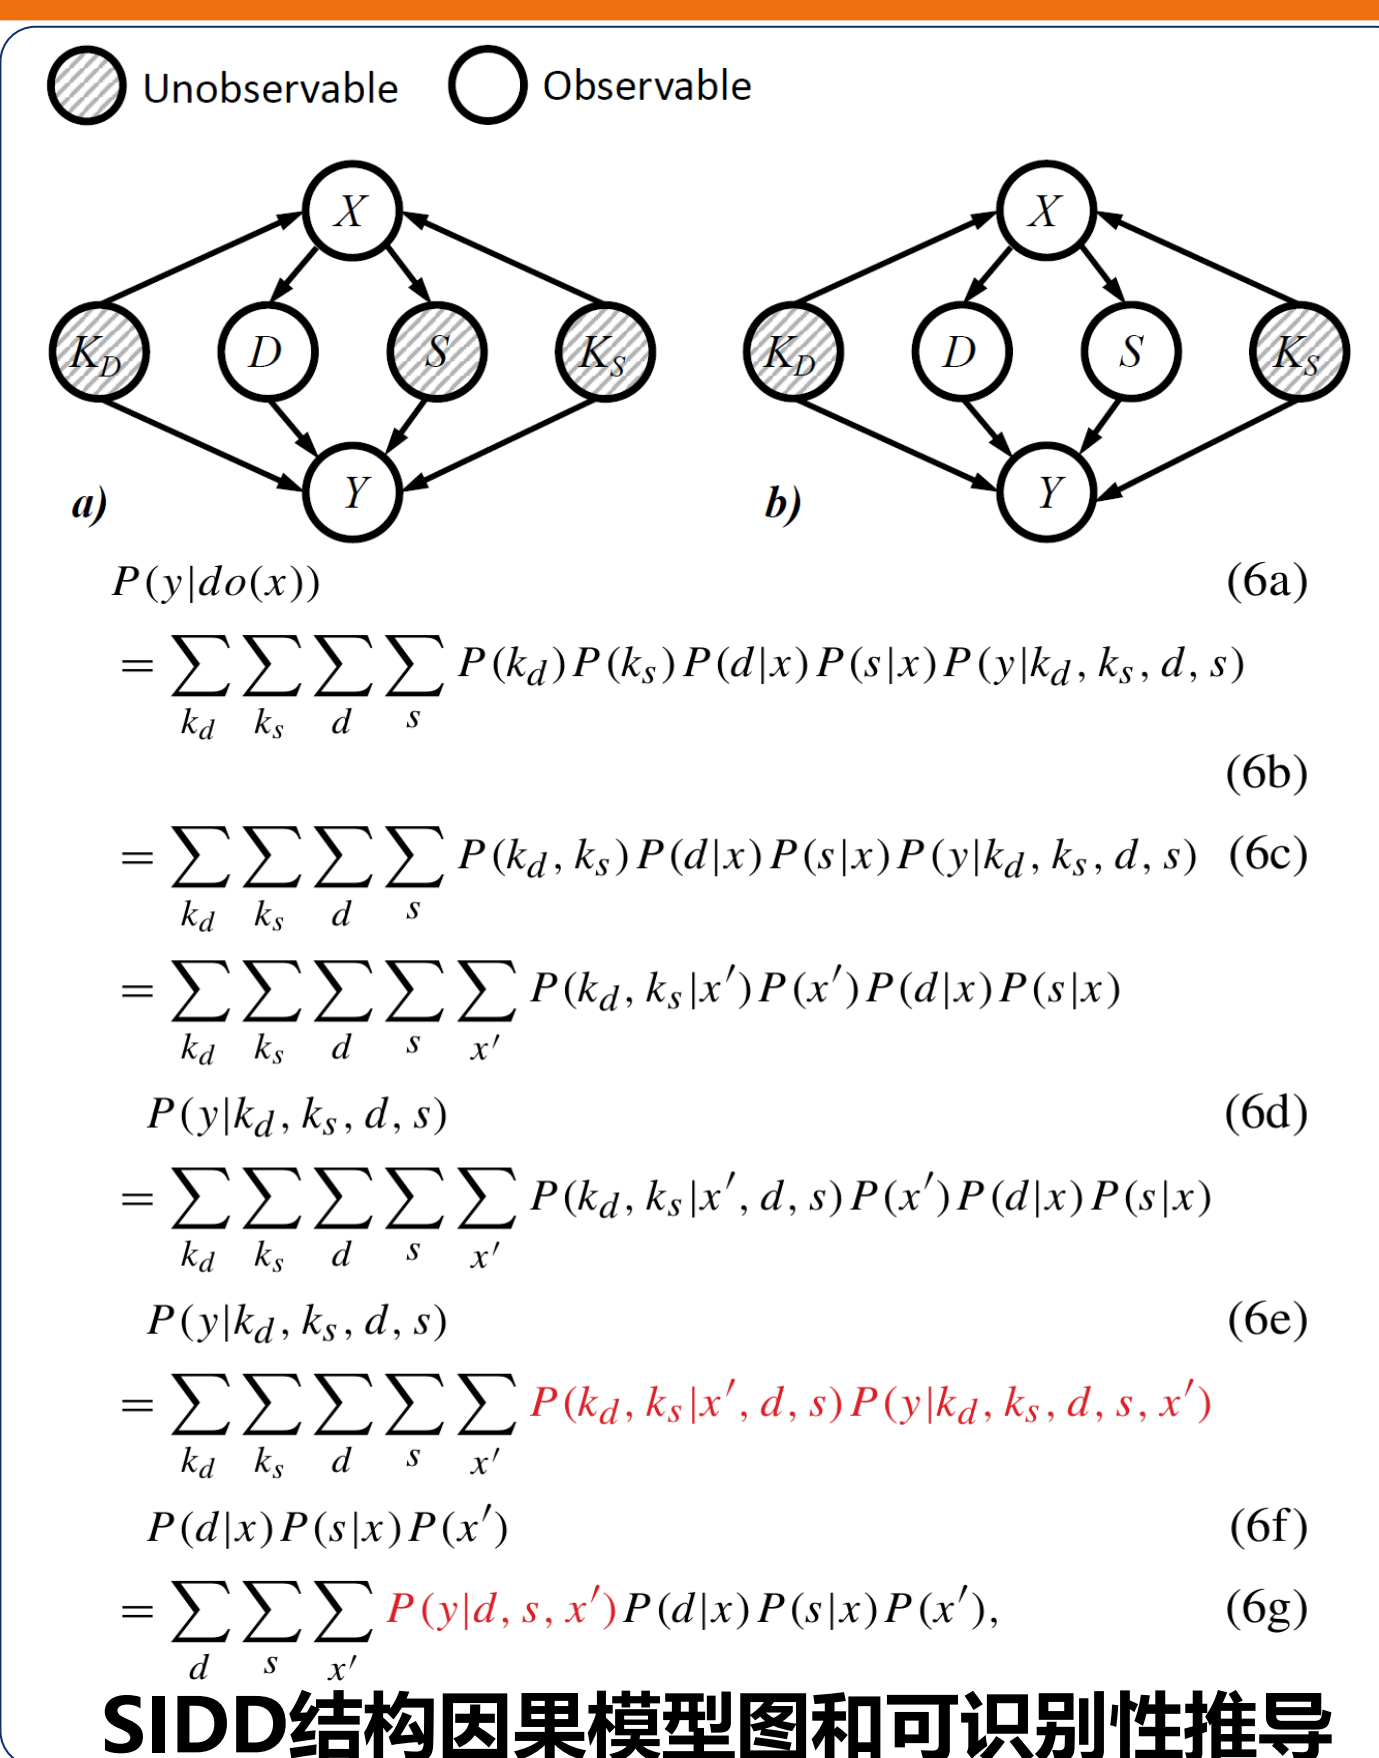 Unobservable Observable
X X
K_D D S K_S K_D D S K_S
Y Y
a) b)
P(y|do(x)) (6a)
= ∑_{k_d} ∑_{k_s} ∑_{d} ∑_{s} P(k_d)P(k_s)P(d|x)P(s|x)P(y|k_d, k_s, d, s)
(6b)
= ∑_{k_d} ∑_{k_s} ∑_{d} ∑_{s} P(k_d, k_s)P(d|x)P(s|x)P(y|k_d, k_s, d, s) (6c)
= ∑_{k_d} ∑_{k_s} ∑_{d} ∑_{s} ∑_{x′} P(k_d, k_s|x′)P(x′)P(d|x)P(s|x)
P(y|k_d, k_s, d, s) (6d)
= ∑_{k_d} ∑_{k_s} ∑_{d} ∑_{s} ∑_{x′} P(k_d, k_s|x′, d, s)P(x′)P(d|x)P(s|x)
P(y|k_d, k_s, d, s) (6e)
= ∑_{k_d} ∑_{k_s} ∑_{d} ∑_{s} ∑_{x′} P(k_d, k_s|x′, d, s)P(y|k_d, k_s, d, s, x′)
P(d|x)P(s|x)P(x′) (6f)
= ∑_{d} ∑_{s} ∑_{x′} P(y|d, s, x′)P(d|x)P(s|x)P(x′), (6g)
SIDD结构因果模型图和可识别性推导